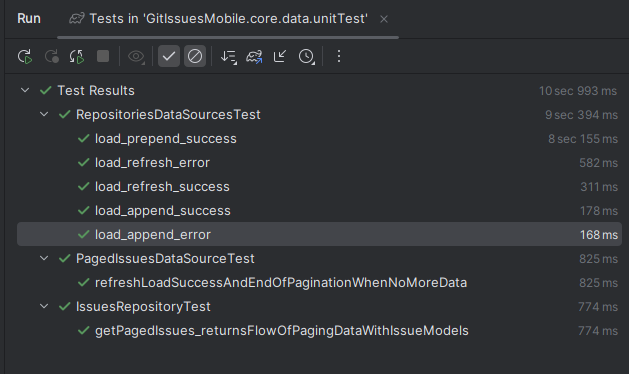 Run Tests in 'GitIssuesMobile.core.data.unitTest'
Test Results 10 sec 993 ms
RepositoriesDataSourcesTest 9 sec 394 ms
load_prepend_success 8 sec 155 ms
load_refresh_error 582 ms
load_refresh_success 311 ms
load_append_success 178 ms
load_append_error 168 ms
PagedIssuesDataSourceTest 825 ms
refreshLoadSuccessAndEndOfPaginationWhenNoMoreData 825 ms
IssuesRepositoryTest 774 ms
getPagedIssues_returnsFlowOfPagingDataWithIssueModels 774 ms